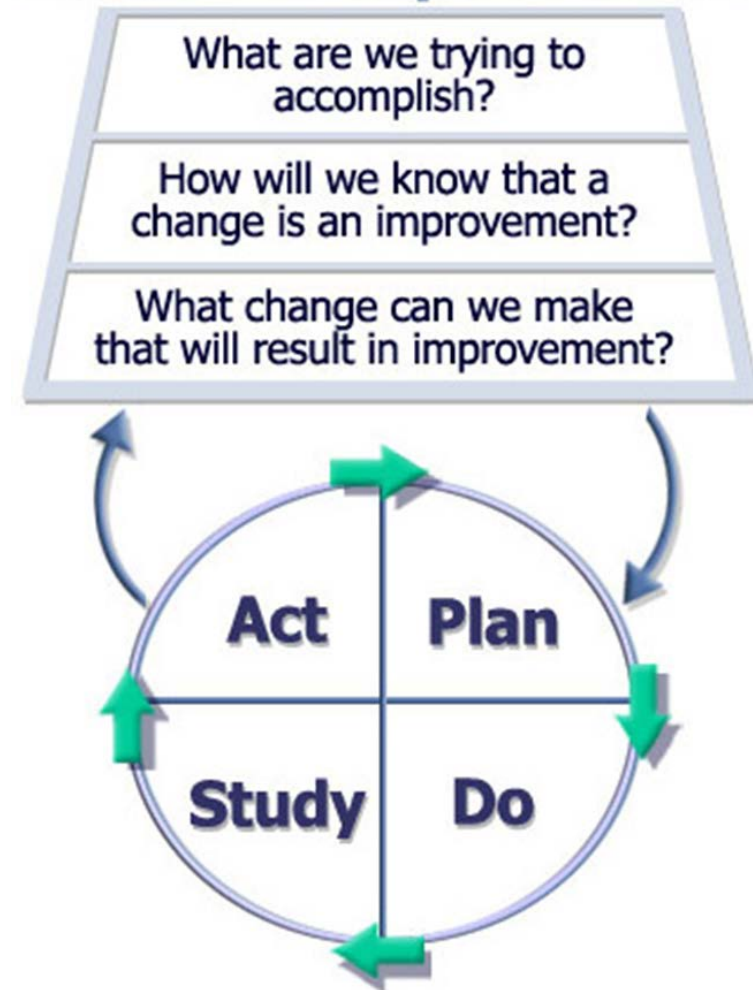 What are we trying to
accomplish?
How will we know that a
change is an improvement?
What change can we make
that will result in improvement?
Act
Plan
Study
Do